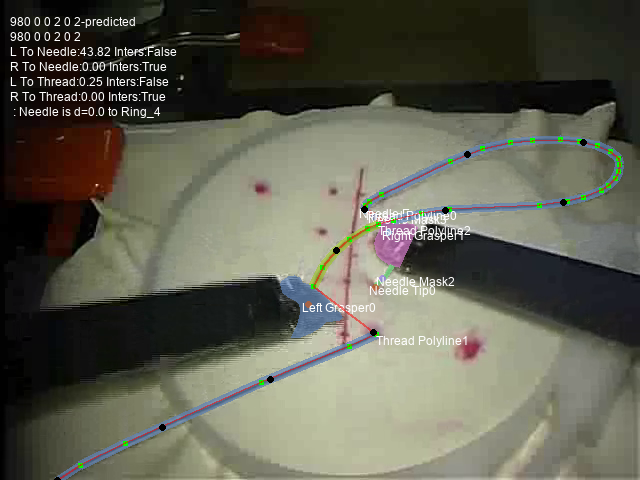 980 0 0 2 0 2-predicted
980 0 0 2 0 2
L To Needle:43.82 Inters:False
R To Needle:0.00 Inters:True
L To Thread:0.25 Inters:False
R To Thread:0.00 Inters:True
: Needle is d=0.0 to Ring_4
Thread Polyline2
Right Grasper1
Needle Mask2
Needle Tip0
Left Grasper0
Thread Polyline1